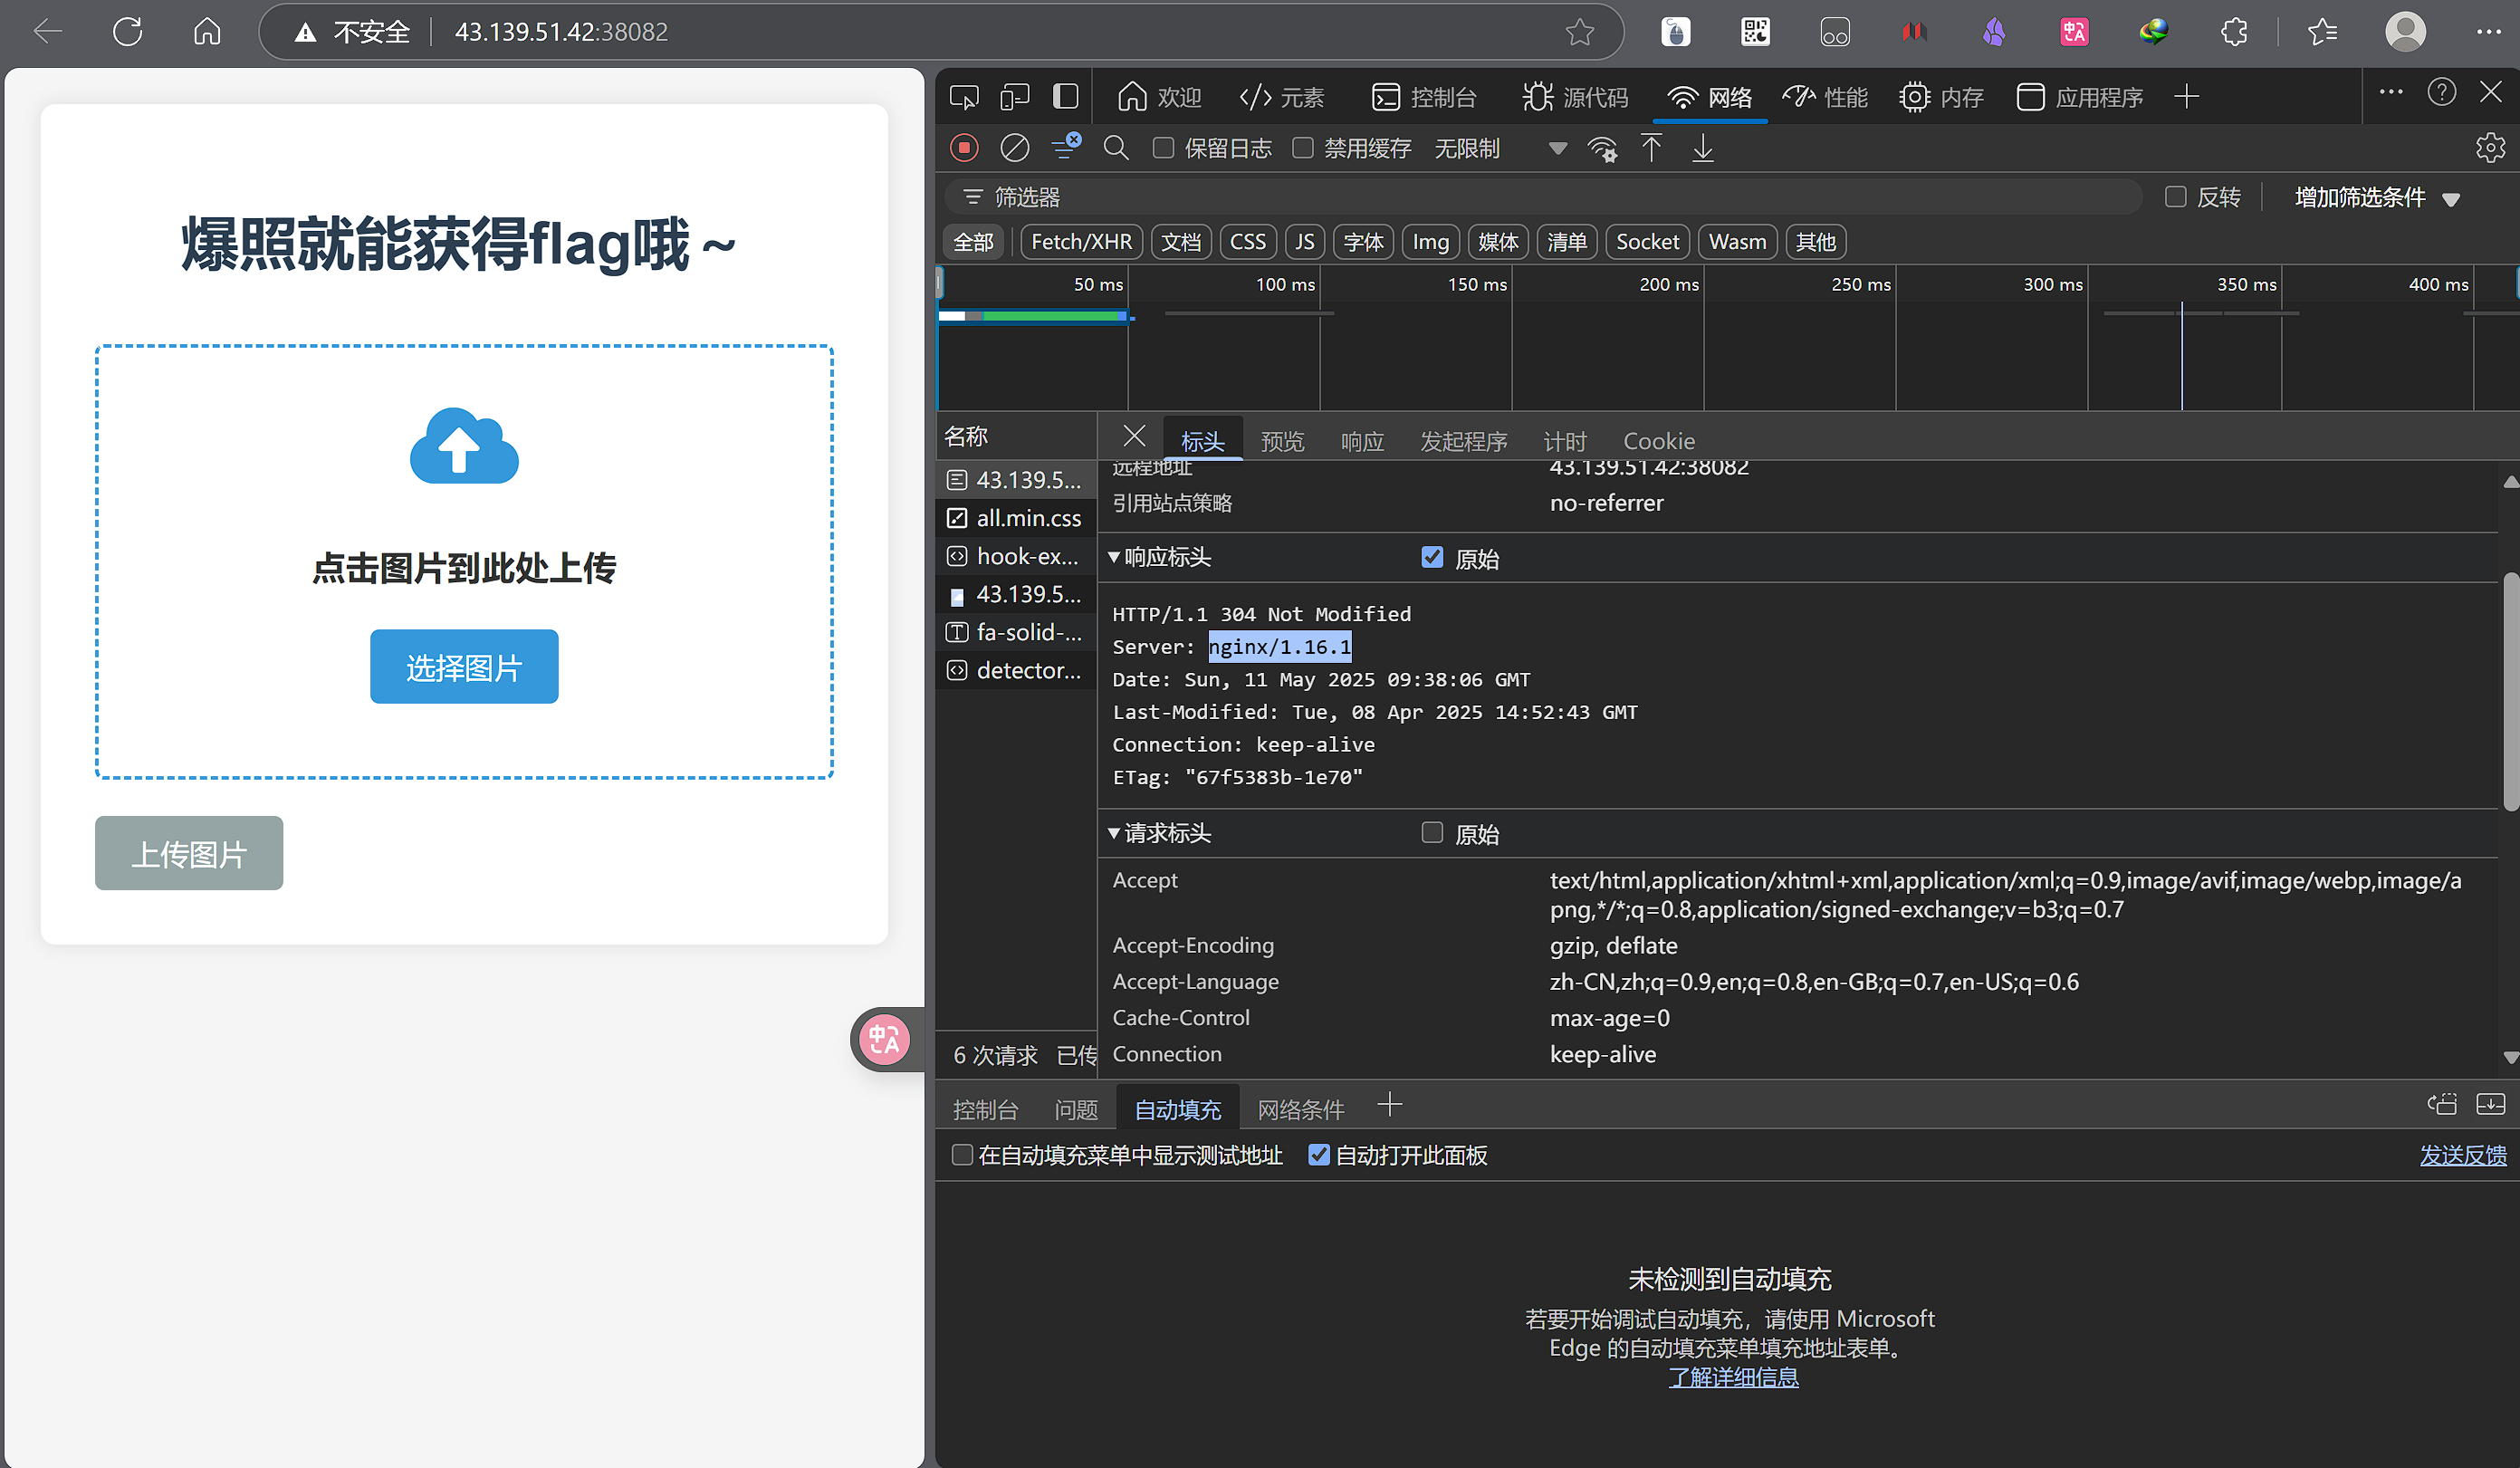 不安全
43.139.51.42:38082
爆照就能获得flag哦～
点击图片到此处上传
选择图片
上传图片
中A
欢迎
元素
控制台
源代码
网络
性能
内存
应用程序
保留日志
禁用缓存
无限制
筛选器
反转
增加筛选条件
全部
Fetch/XHR
文档
CSS
JS
字体
Img
媒体
清单
Socket
Wasm
其他
50 ms
100 ms
150 ms
200 ms
250 ms
300 ms
350 ms
400 ms
名称
43.139.5...
all.min.css
hook-ex...
43.139.5...
fa-solid-...
detector...
6 次请求 已传
标头
预览
响应
发起程序
计时
Cookie
远程地址 43.139.51.42:38082
引用站点策略 no-referrer
响应标头
原始
HTTP/1.1 304 Not Modified
Server: nginx/1.16.1
Date: Sun, 11 May 2025 09:38:06 GMT
Last-Modified: Tue, 08 Apr 2025 14:52:43 GMT
Connection: keep-alive
ETag: "67f5383b-1e70"
请求标头
原始
Accept text/html,application/xhtml+xml,application/xml;q=0.9,image/avif,image/webp,image/a
png,*/*;q=0.8,application/signed-exchange;v=b3;q=0.7
Accept-Encoding gzip, deflate
Accept-Language zh-CN,zh;q=0.9,en;q=0.8,en-GB;q=0.7,en-US;q=0.6
Cache-Control max-age=0
Connection keep-alive
控制台
问题
自动填充
网络条件
在自动填充菜单中显示测试地址
自动打开此面板
发送反馈
未检测到自动填充
若要开始调试自动填充，请使用 Microsoft
Edge 的自动填充菜单填充地址表单。
了解详细信息